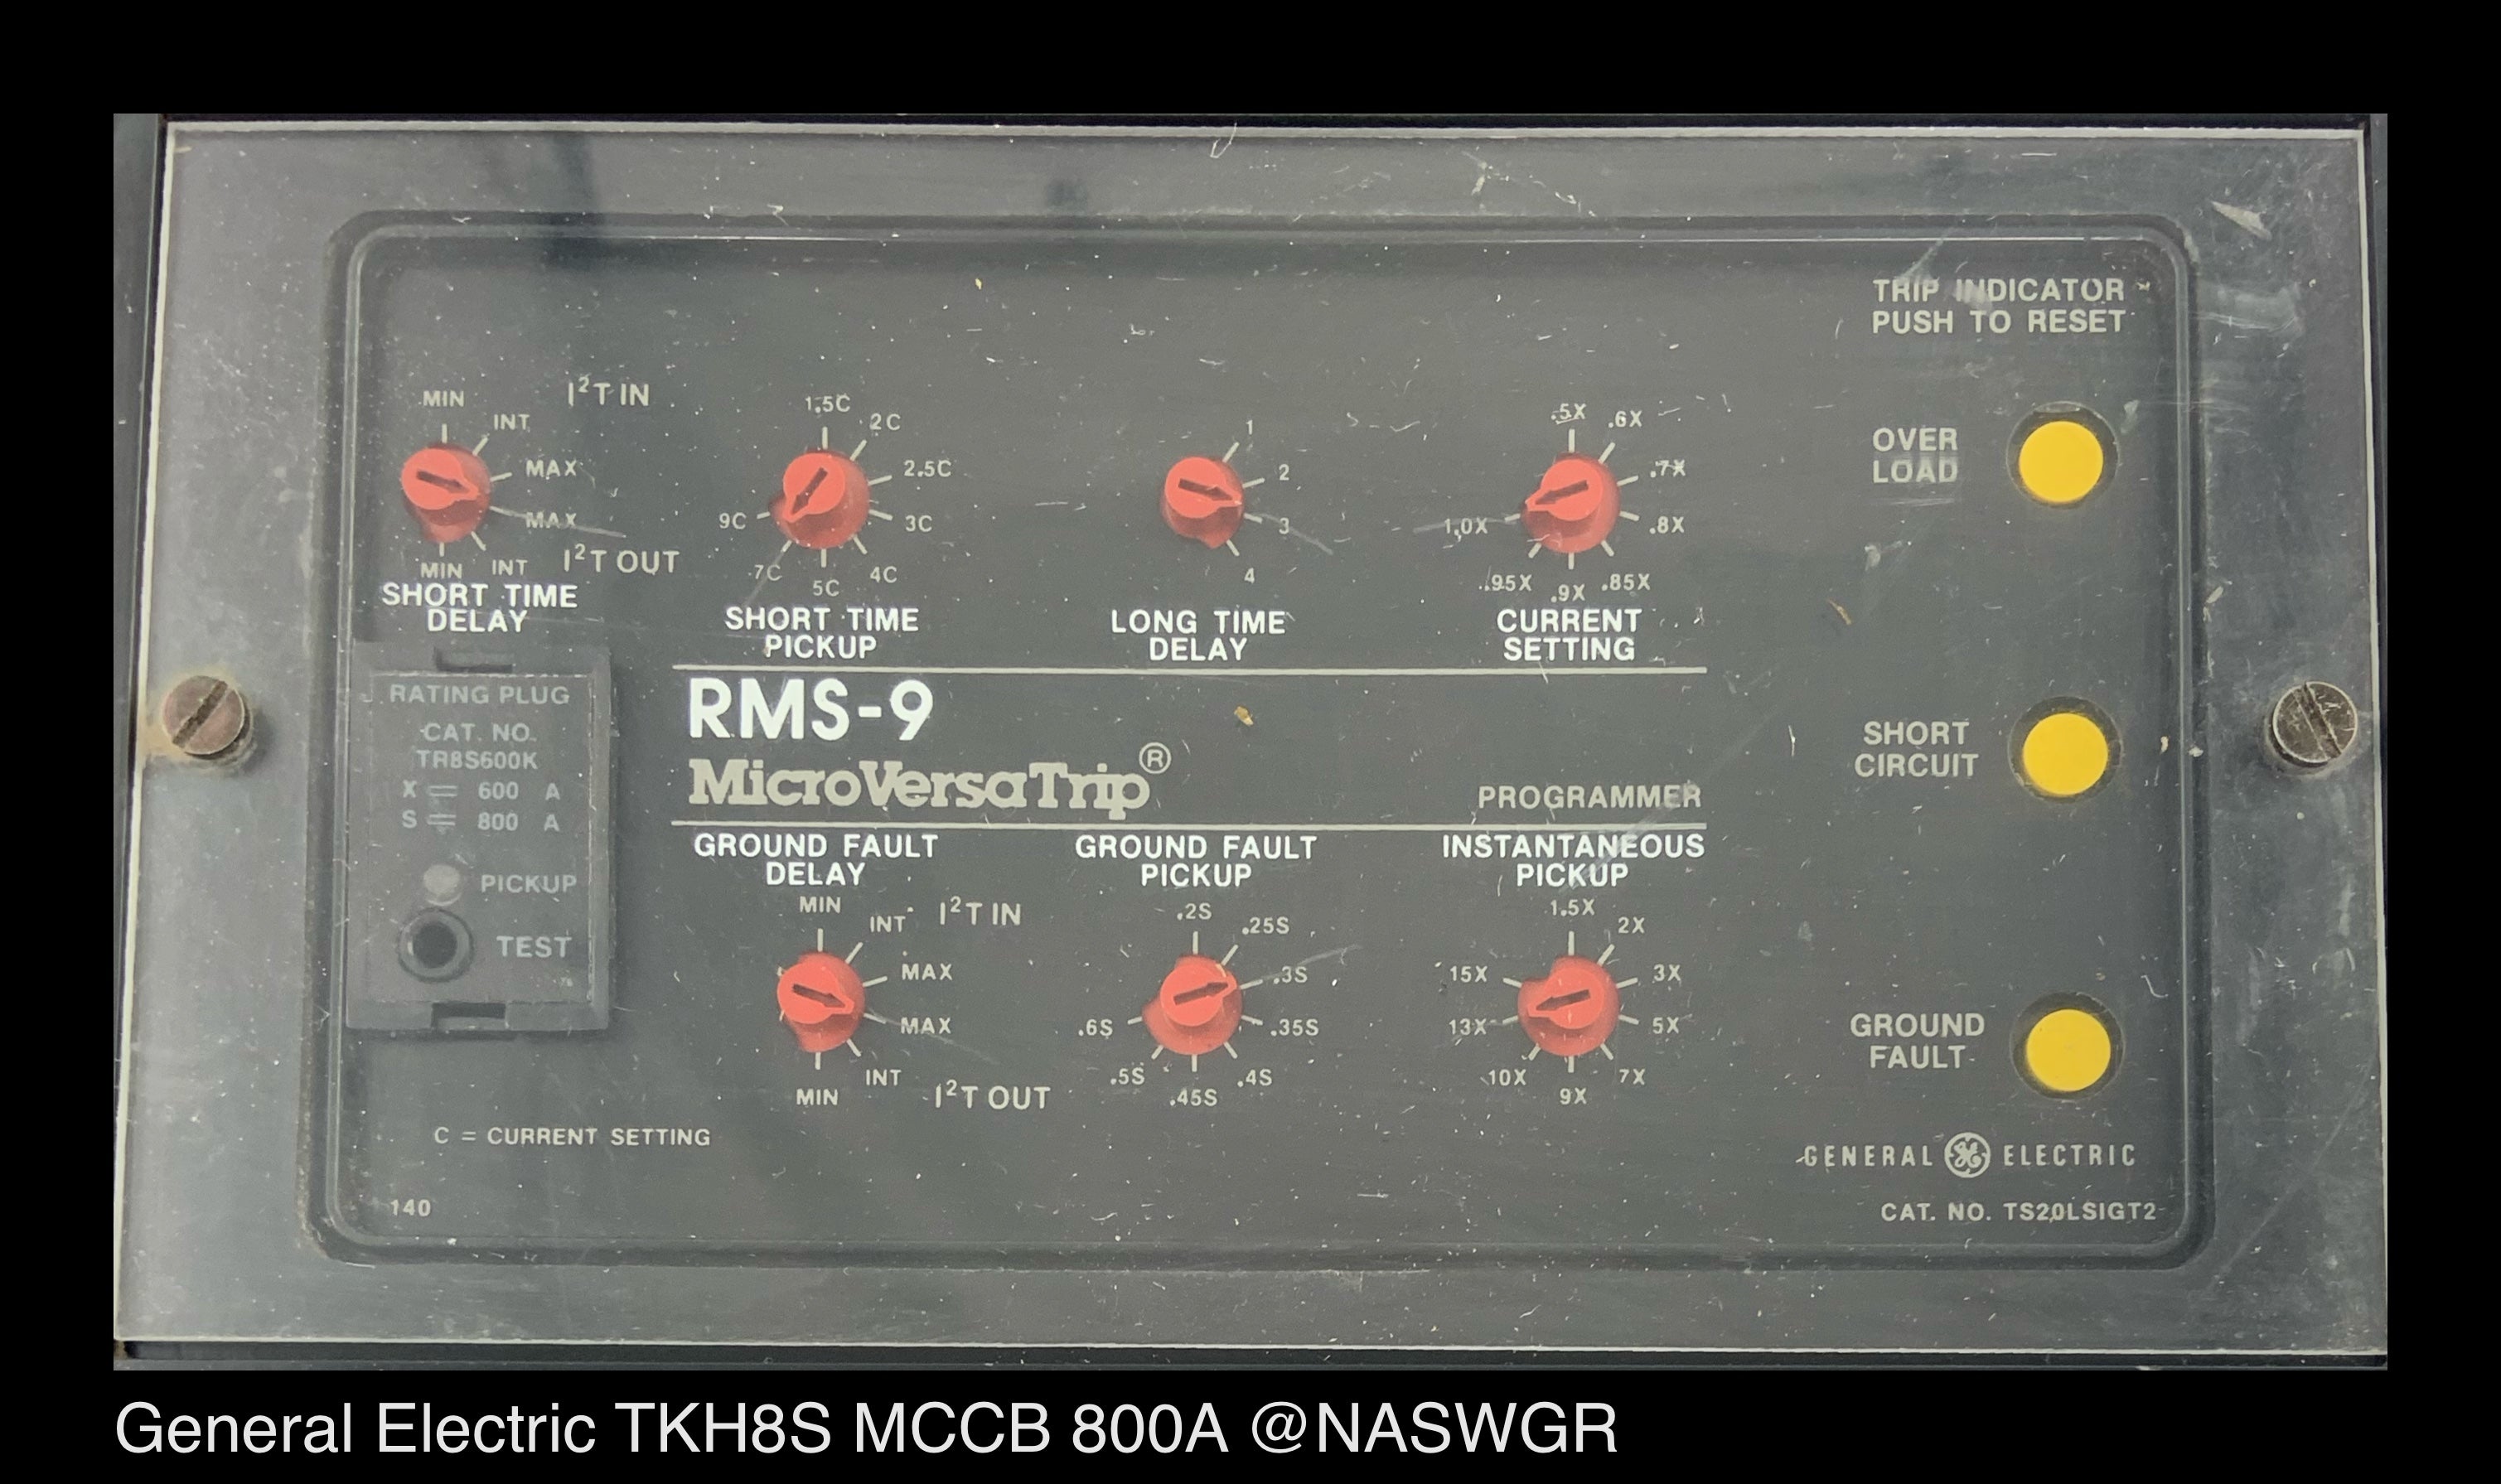 TRIP INDICATOR
PUSH TO RESET
MIN
INT
I²T IN
MAX
MAX
INT
I²T OUT
MIN
SHORT TIME
DELAY
1.5C
2C
2.5C
3C
4C
5C
7C
9C
SHORT TIME
PICKUP
1
2
3
4
LONG TIME
DELAY
.5X
.6X
.7X
.8X
.85X
.9X
.95X
1.0X
CURRENT
SETTING
OVER
LOAD
RATING PLUG
CAT. NO.
TR8S600K
X = 600 A
S = 800 A
PICKUP
TEST
RMS-9
MicroVersaTrip®
PROGRAMMER
SHORT
CIRCUIT
GROUND FAULT
DELAY
MIN
INT
I²T IN
MAX
MAX
INT
I²T OUT
MIN
GROUND FAULT
PICKUP
.2S
.25S
.3S
.35S
.4S
.45S
.5S
.6S
INSTANTANEOUS
PICKUP
1.5X
2X
3X
5X
7X
9X
10X
13X
15X
GROUND
FAULT
C = CURRENT SETTING
140
GENERAL GE ELECTRIC
CAT. NO. TS20LSIGT2
General Electric TKH8S MCCB 800A @NASWGR